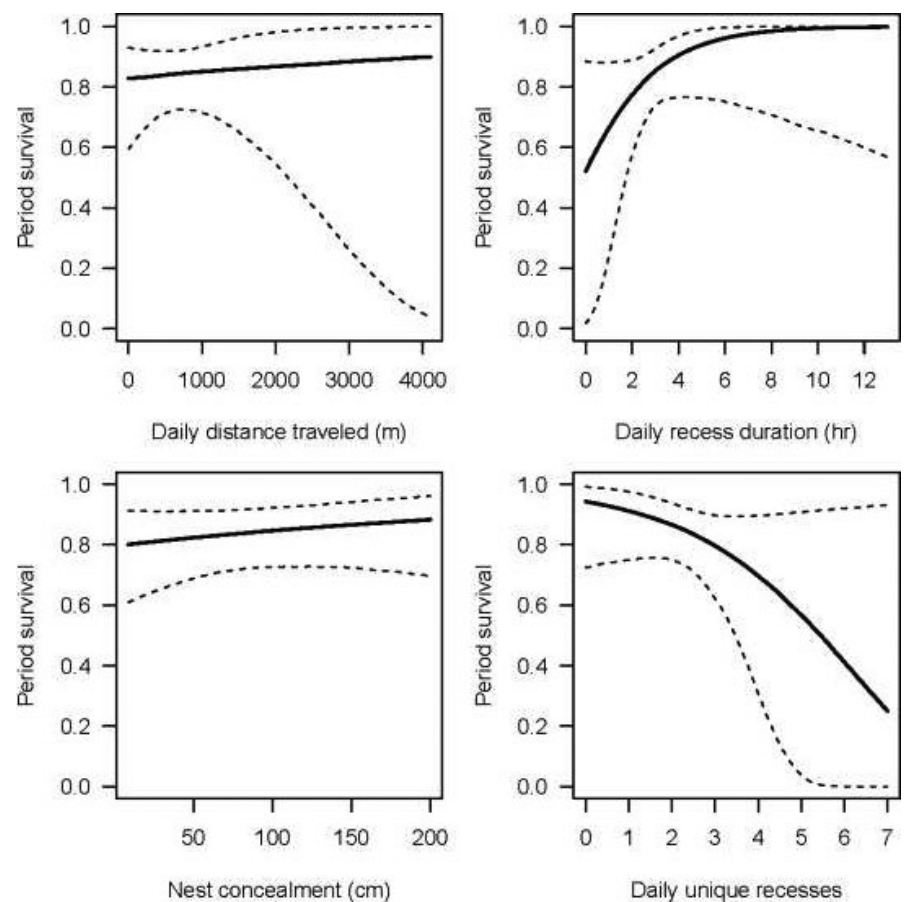 Period survival
1.0
0.8
0.6
0.4
0.2
0.0
0 1000 2000 3000 4000
Daily distance traveled (m)
Period survival
1.0
0.8
0.6
0.4
0.2
0.0
0 2 4 6 8 10 12
Daily recess duration (hr)
Period survival
1.0
0.8
0.6
0.4
0.2
0.0
50 100 150 200
Nest concealment (cm)
Period survival
1.0
0.8
0.6
0.4
0.2
0.0
0 1 2 3 4 5 6 7
Daily unique recesses